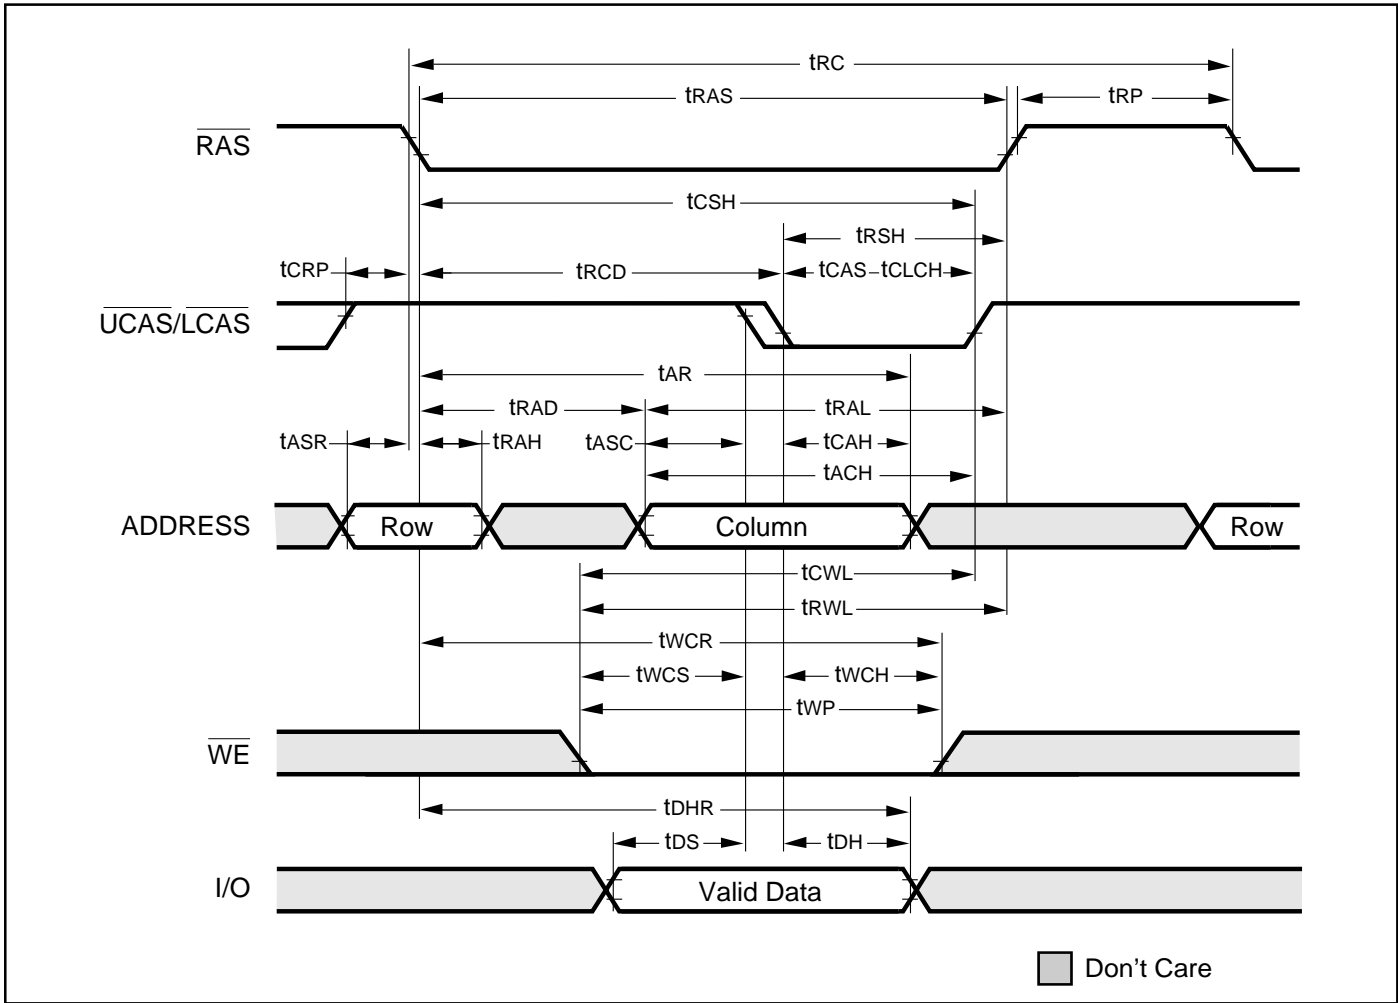 tRC
tRAS
tRP
RAS
tCSH
tRSH
tCRP
tRCD
tCAS
tCLCH
UCAS/LCAS
tAR
tRAD
tRAL
tASR
tRAH
tASC
tCAH
tACH
ADDRESS
Row
Column
Row
tCWL
tRWL
tWCR
tWCS
tWCH
tWP
WE
tDHR
tDS
tDH
I/O
Valid Data
Don't Care